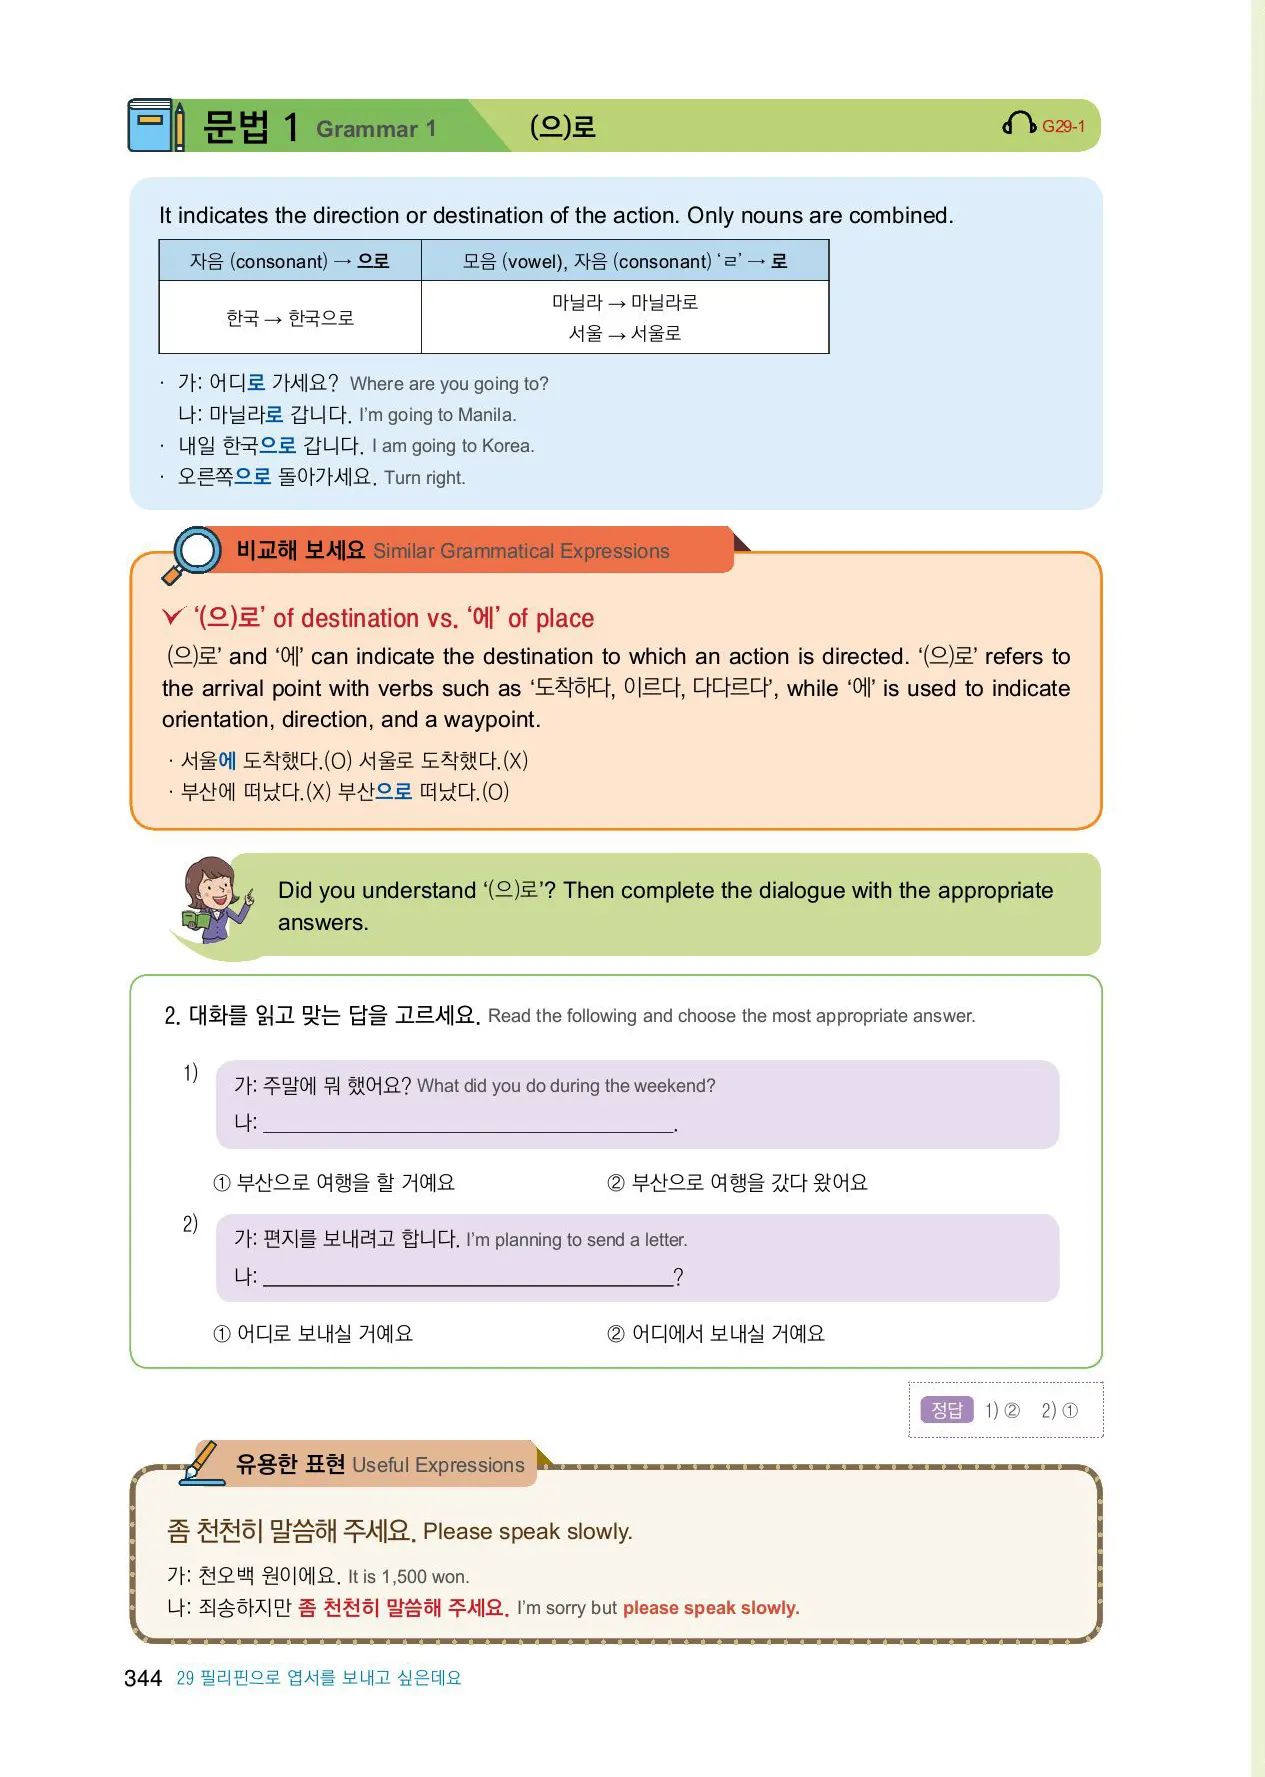 문법 1 Grammar 1 (으)로 G29-1
It indicates the direction or destination of the action. Only nouns are combined.
자음 (consonant) → 으로 모음 (vowel), 자음 (consonant) ‘ㄹ’ → 로
한국 → 한국으로
마닐라 → 마닐라로
서울 → 서울로
· 가: 어디로 가세요? Where are you going to?
나: 마닐라로 갑니다. I’m going to Manila.
· 내일 한국으로 갑니다. I am going to Korea.
· 오른쪽으로 돌아가세요. Turn right.
비교해 보세요 Similar Grammatical Expressions
‘(으)로’ of destination vs. ‘에’ of place
(으)로’ and ‘에’ can indicate the destination to which an action is directed. ‘(으)로’ refers to
the arrival point with verbs such as ‘도착하다, 이르다, 다다르다’, while ‘에’ is used to indicate
orientation, direction, and a waypoint.
· 서울에 도착했다.(O) 서울로 도착했다.(X)
· 부산에 떠났다.(X) 부산으로 떠났다.(O)
Did you understand ‘(으)로’? Then complete the dialogue with the appropriate
answers.
2. 대화를 읽고 맞는 답을 고르세요. Read the following and choose the most appropriate answer.
1)
가: 주말에 뭐 했어요? What did you do during the weekend?
나: ______________________________.
① 부산으로 여행을 할 거예요 ② 부산으로 여행을 갔다 왔어요
2)
가: 편지를 보내려고 합니다. I’m planning to send a letter.
나: ______________________________?
① 어디로 보내실 거예요 ② 어디에서 보내실 거예요
정답 1) ② 2) ①
유용한 표현 Useful Expressions
좀 천천히 말씀해 주세요. Please speak slowly.
가: 천오백 원이에요. It is 1,500 won.
나: 죄송하지만 좀 천천히 말씀해 주세요. I’m sorry but please speak slowly.
344 29 필리핀으로 엽서를 보내고 싶은데요